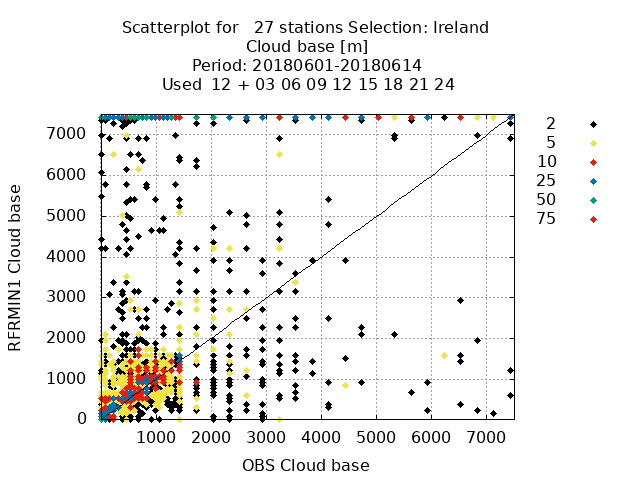 Scatterplot for   27 stations Selection: Ireland
Cloud base [m]
Period: 20180601-20180614
Used  12 + 03 06 09 12 15 18 21 24
RFRMIN1 Cloud base
7000
6000
5000
4000
3000
2000
1000
0
1000 2000 3000 4000 5000 6000 7000
OBS Cloud base
2
5
10
25
50
75